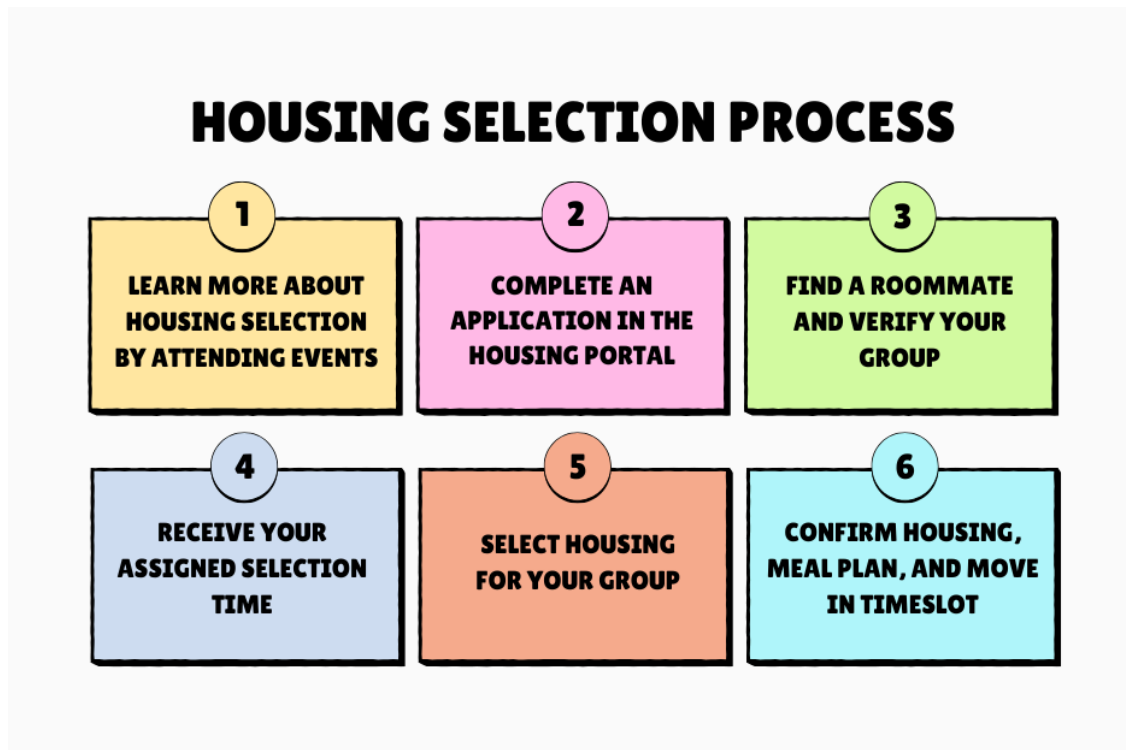 HOUSING SELECTION PROCESS
1
LEARN MORE ABOUT
HOUSING SELECTION
BY ATTENDING EVENTS
2
COMPLETE AN
APPLICATION IN THE
HOUSING PORTAL
3
FIND A ROOMMATE
AND VERIFY YOUR
GROUP
4
RECEIVE YOUR
ASSIGNED SELECTION
TIME
5
SELECT HOUSING
FOR YOUR GROUP
6
CONFIRM HOUSING,
MEAL PLAN, AND MOVE
IN TIMESLOT